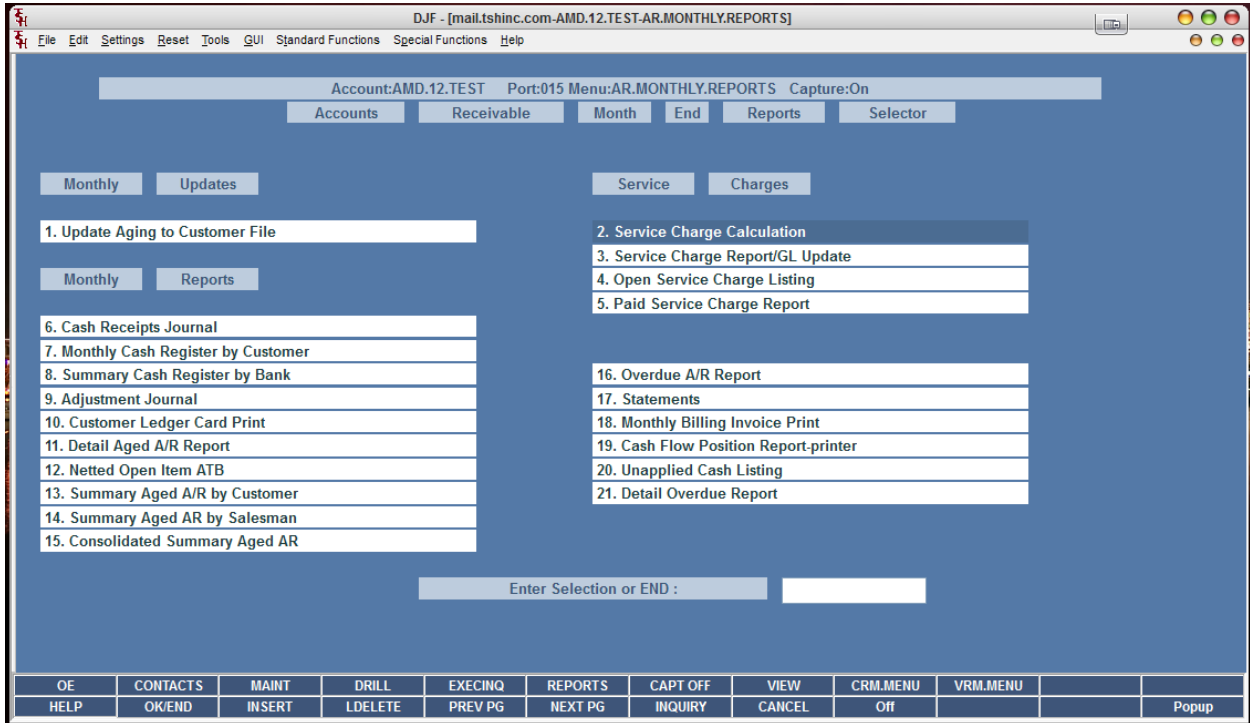 DJF - [mail.tshinc.com-AMD.12.TEST-AR.MONTHLY.REPORTS]
File Edit Settings Reset Tools GUI Standard Functions Special Functions Help
Account:AMD.12.TEST Port:015 Menu:AR.MONTHLY.REPORTS Capture:On
Accounts Receivable Month End Reports Selector
Monthly Updates
1. Update Aging to Customer File
Monthly Reports
6. Cash Receipts Journal
7. Monthly Cash Register by Customer
8. Summary Cash Register by Bank
9. Adjustment Journal
10. Customer Ledger Card Print
11. Detail Aged A/R Report
12. Netted Open Item ATB
13. Summary Aged A/R by Customer
14. Summary Aged AR by Salesman
15. Consolidated Summary Aged AR
Service Charges
2. Service Charge Calculation
3. Service Charge Report/GL Update
4. Open Service Charge Listing
5. Paid Service Charge Report
16. Overdue A/R Report
17. Statements
18. Monthly Billing Invoice Print
19. Cash Flow Position Report-printer
20. Unapplied Cash Listing
21. Detail Overdue Report
Enter Selection or END :
OE CONTACTS MAINT DRILL EXECINQ REPORTS CAPT OFF VIEW CRM.MENU VRM.MENU
HELP OK/END INSERT LDELETE PREV PG NEXT PG INQUIRY CANCEL Off Popup